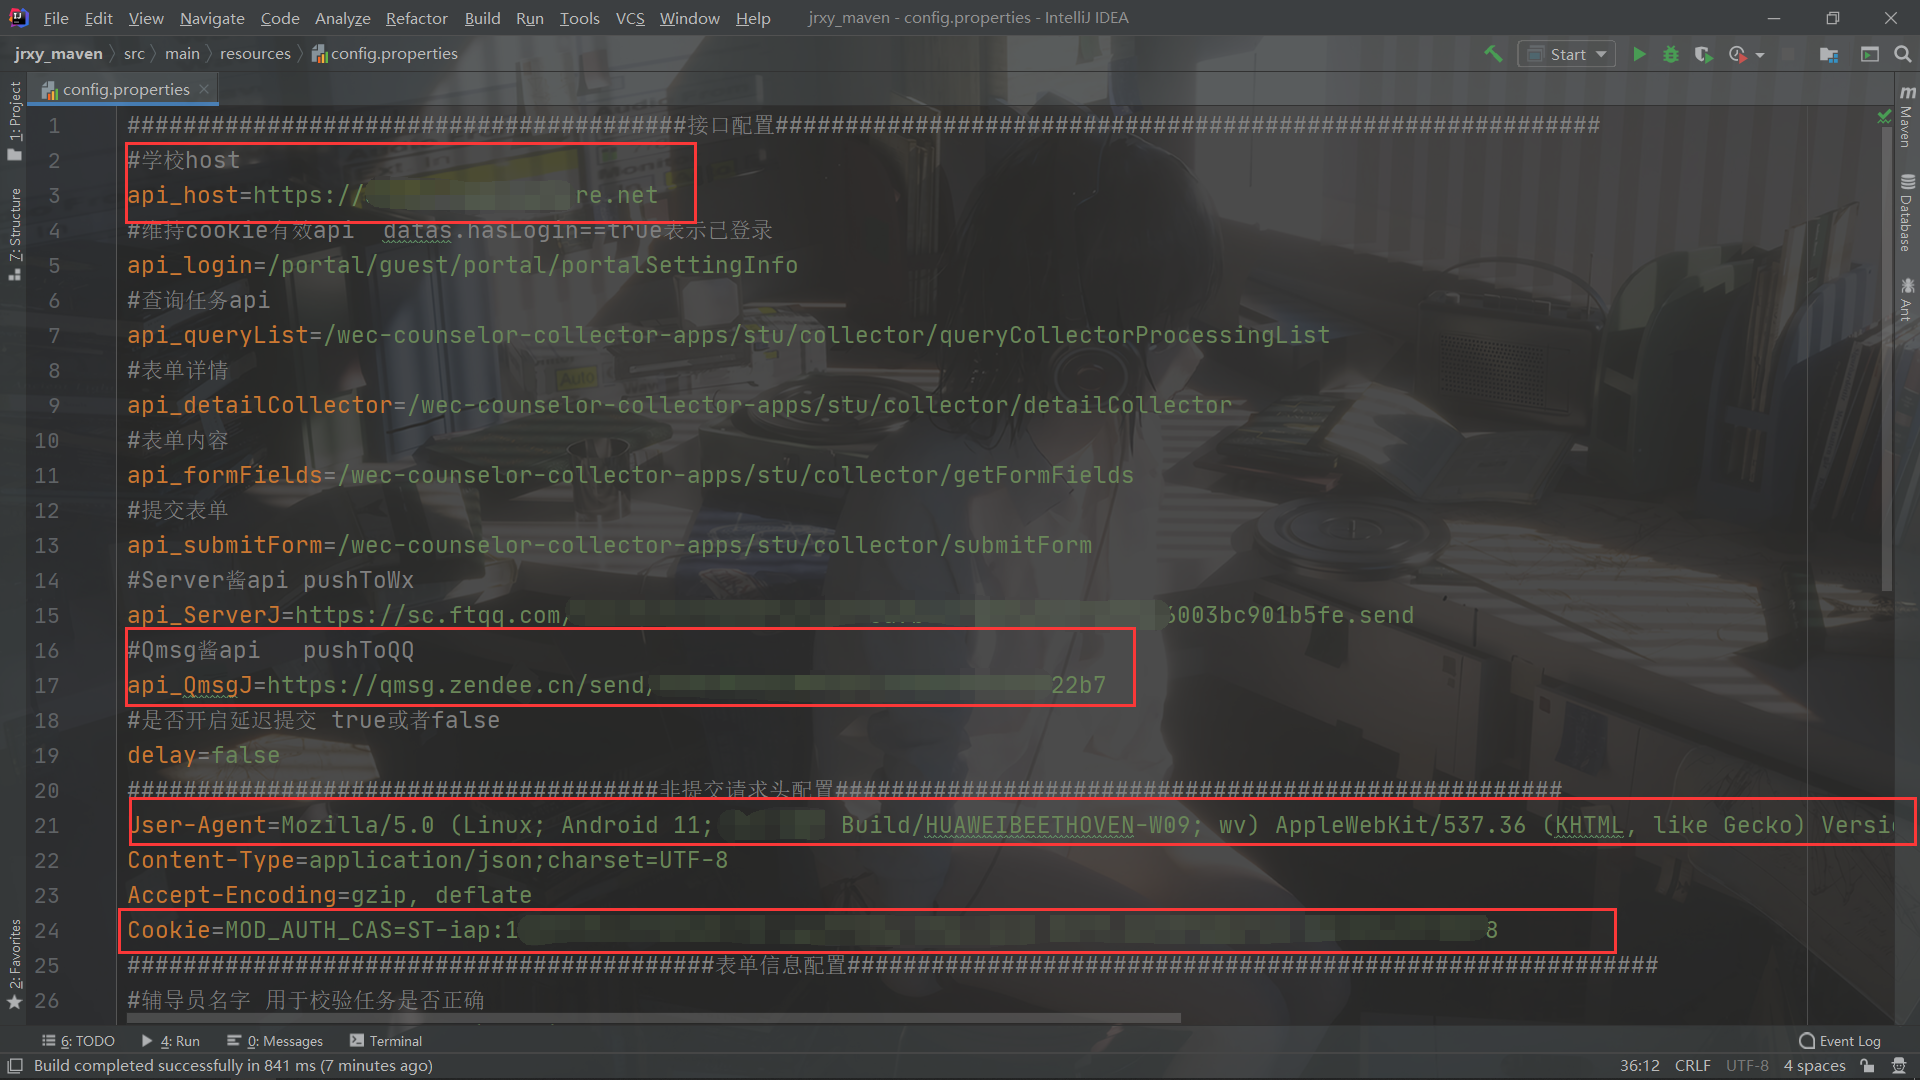 File Edit View Navigate Code Analyze Refactor Build Run Tools VCS Window Help jrxy_maven - config.properties - IntelliJ IDEA
jrxy_maven src main resources config.properties
Start
config.properties
1: Project
7: Structure
2: Favorites
Maven
Database
Ant
1 ########################################接口配置###########################################################
2 #学校host
3 api_host=https:// re.net
4 #维持cookie有效api  datas.hasLogin==true表示已登录
5 api_login=/portal/guest/portal/portalSettingInfo
6 #查询任务api
7 api_queryList=/wec-counselor-collector-apps/stu/collector/queryCollectorProcessingList
8 #表单详情
9 api_detailCollector=/wec-counselor-collector-apps/stu/collector/detailCollector
10 #表单内容
11 api_formFields=/wec-counselor-collector-apps/stu/collector/getFormFields
12 #提交表单
13 api_submitForm=/wec-counselor-collector-apps/stu/collector/submitForm
14 #Server酱api pushToWx
15 api_ServerJ=https://sc.ftqq.com/ 6003bc901b5fe.send
16 #Qmsg酱api   pushToQQ
17 api_QmsgJ=https://qmsg.zendee.cn/send/ 22b7
18 #是否开启延迟提交 true或者false
19 delay=false
20 ######################################非提交请求头配置####################################################
21 User-Agent=Mozilla/5.0 (Linux; Android 11; Build/HUAWEIBEETHOVEN-W09; wv) AppleWebKit/537.36 (KHTML, like Gecko) Versi
22 Content-Type=application/json;charset=UTF-8
23 Accept-Encoding=gzip, deflate
24 Cookie=MOD_AUTH_CAS=ST-iap:1 8
25 ##########################################表单信息配置##########################################################
26 #辅导员名字 用于校验任务是否正确
6: TODO 4: Run 0: Messages Terminal Event Log
Build completed successfully in 841 ms (7 minutes ago) 36:12 CRLF UTF-8 4 spaces